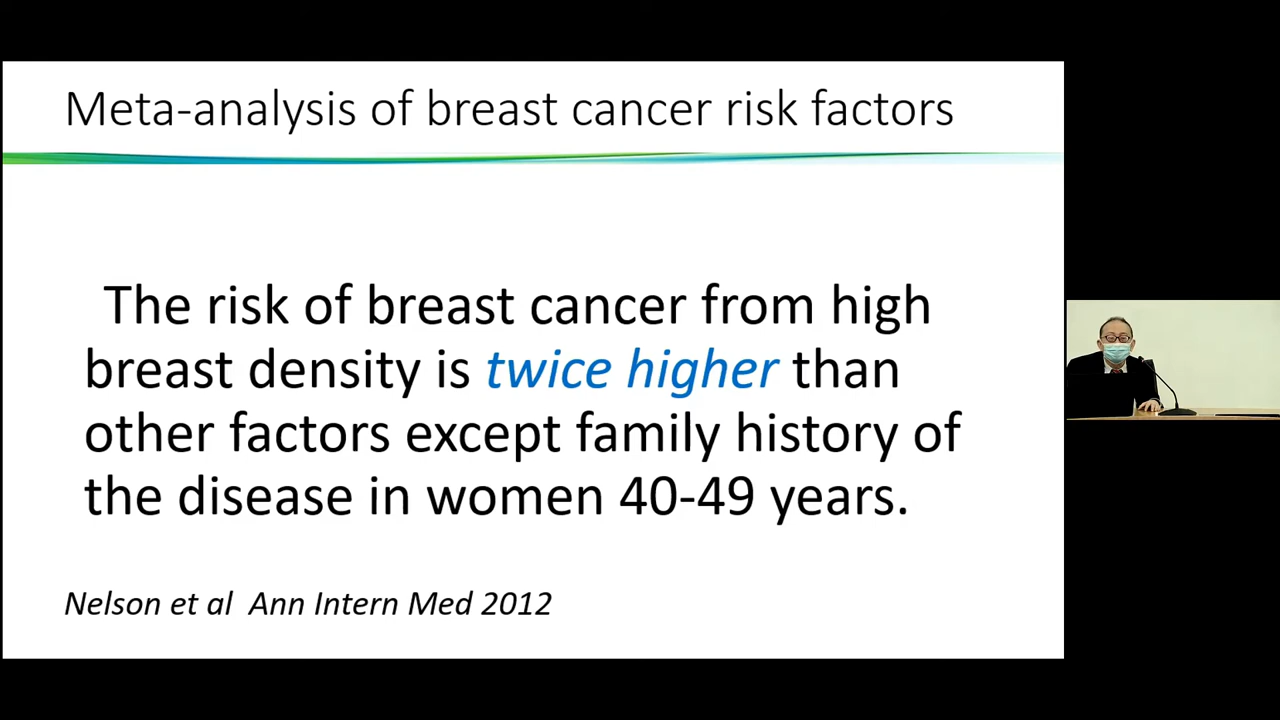 Meta-analysis of breast cancer risk factors
The risk of breast cancer from high
breast density is twice higher than
other factors except family history of
the disease in women 40-49 years.
Nelson et al  Ann Intern Med 2012